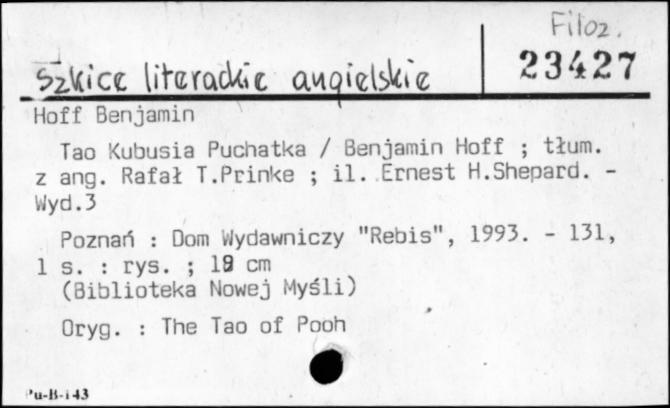 Filoz.
23427
Szkice literackie angielskie
Hoff Benjamin
Tao Kubusia Puchatka / Benjamin Hoff ; tłum.
z ang. Rafał T.Prinke ; il. Ernest H.Shepard. -
Wyd.3
Poznań : Dom Wydawniczy "Rebis", 1993. - 131,
1 s. : rys. ; 18 cm
(Biblioteka Nowej Myśli)
Oryg. : The Tao of Pooh
Pu-B-143